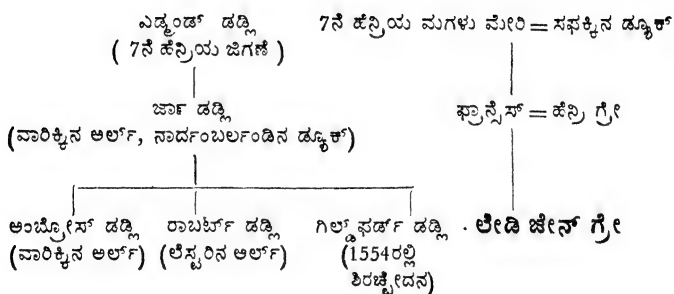 ಎಡ್ಮಂಡ್ ಡಡ್ಲಿ 7ನೆ ಹೆನ್ರಿಯ ಮಗಳು ಮೇರಿ = ಸಫಕ್ಕಿನ ಡ್ಯೂಕ್
( 7ನೆ ಹೆನ್ರಿಯ ಜಿಗಣೆ )
ಜಾರ್ ಡಡ್ಲಿ ಫ್ರಾನ್ಸೆಸ್ = ಹೆನ್ರಿ ಗ್ರೇ
(ವಾರಿಕ್ಕಿನ ಅರ್ಲ್, ನಾರ್ದಂಬರ್ಲಂಡಿನ ಡ್ಯೂಕ್)
ಅಂಬ್ರೋಸ್ ಡಡ್ಲಿ ರಾಬರ್ಟ್ ಡಡ್ಲಿ ಗಿಲ್ಡ್‌ಫರ್ಡ್ ಡಡ್ಲಿ · ಲೇಡಿ ಜೇನ್ ಗ್ರೇ
(ವಾರಿಕ್ಕಿನ ಅರ್ಲ್) (ಲೆಸ್ಟರಿನ ಅರ್ಲ್) (1554ರಲ್ಲಿ
ಶಿರಚ್ಛೇದನ)